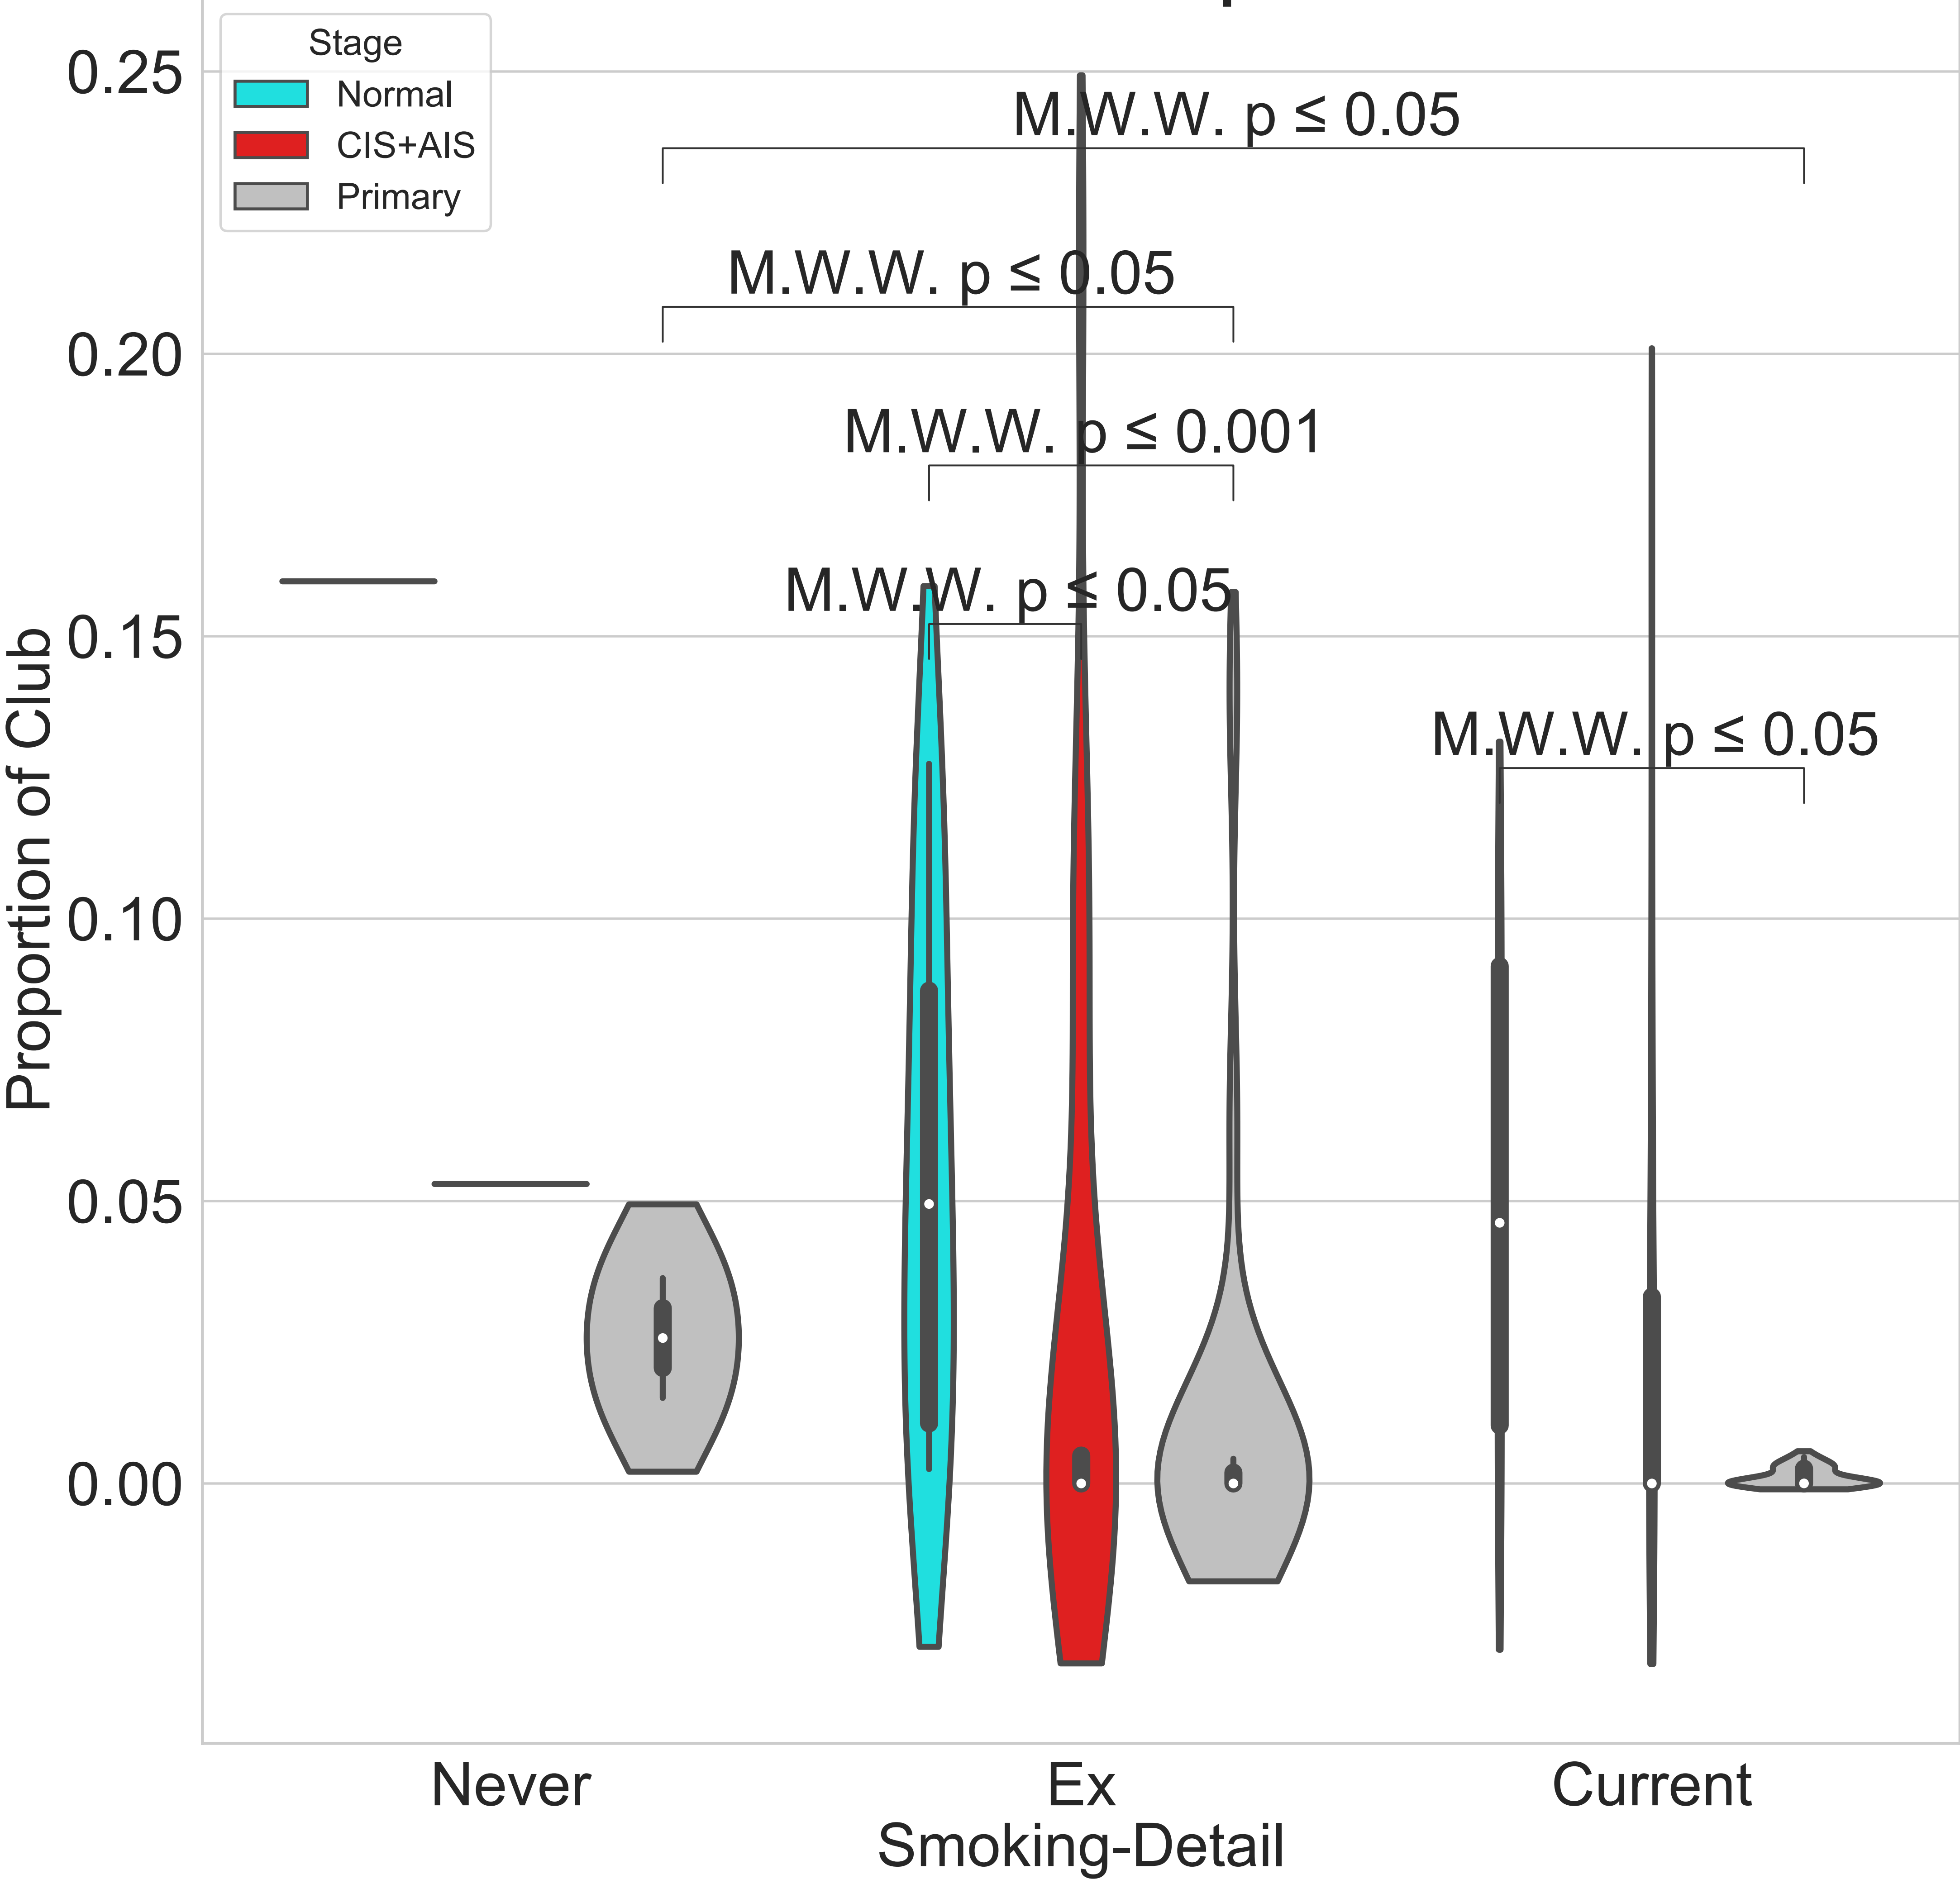 Stage
Normal
CIS+AIS
Primary
0.25
0.20
0.15
0.10
0.05
0.00
Proportion of Club
M.W.W. p ≤ 0.05
M.W.W. p ≤ 0.05
M.W.W. p ≤ 0.001
M.W.W. p ≤ 0.05
M.W.W. p ≤ 0.05
Never
Ex
Current
Smoking-Detail